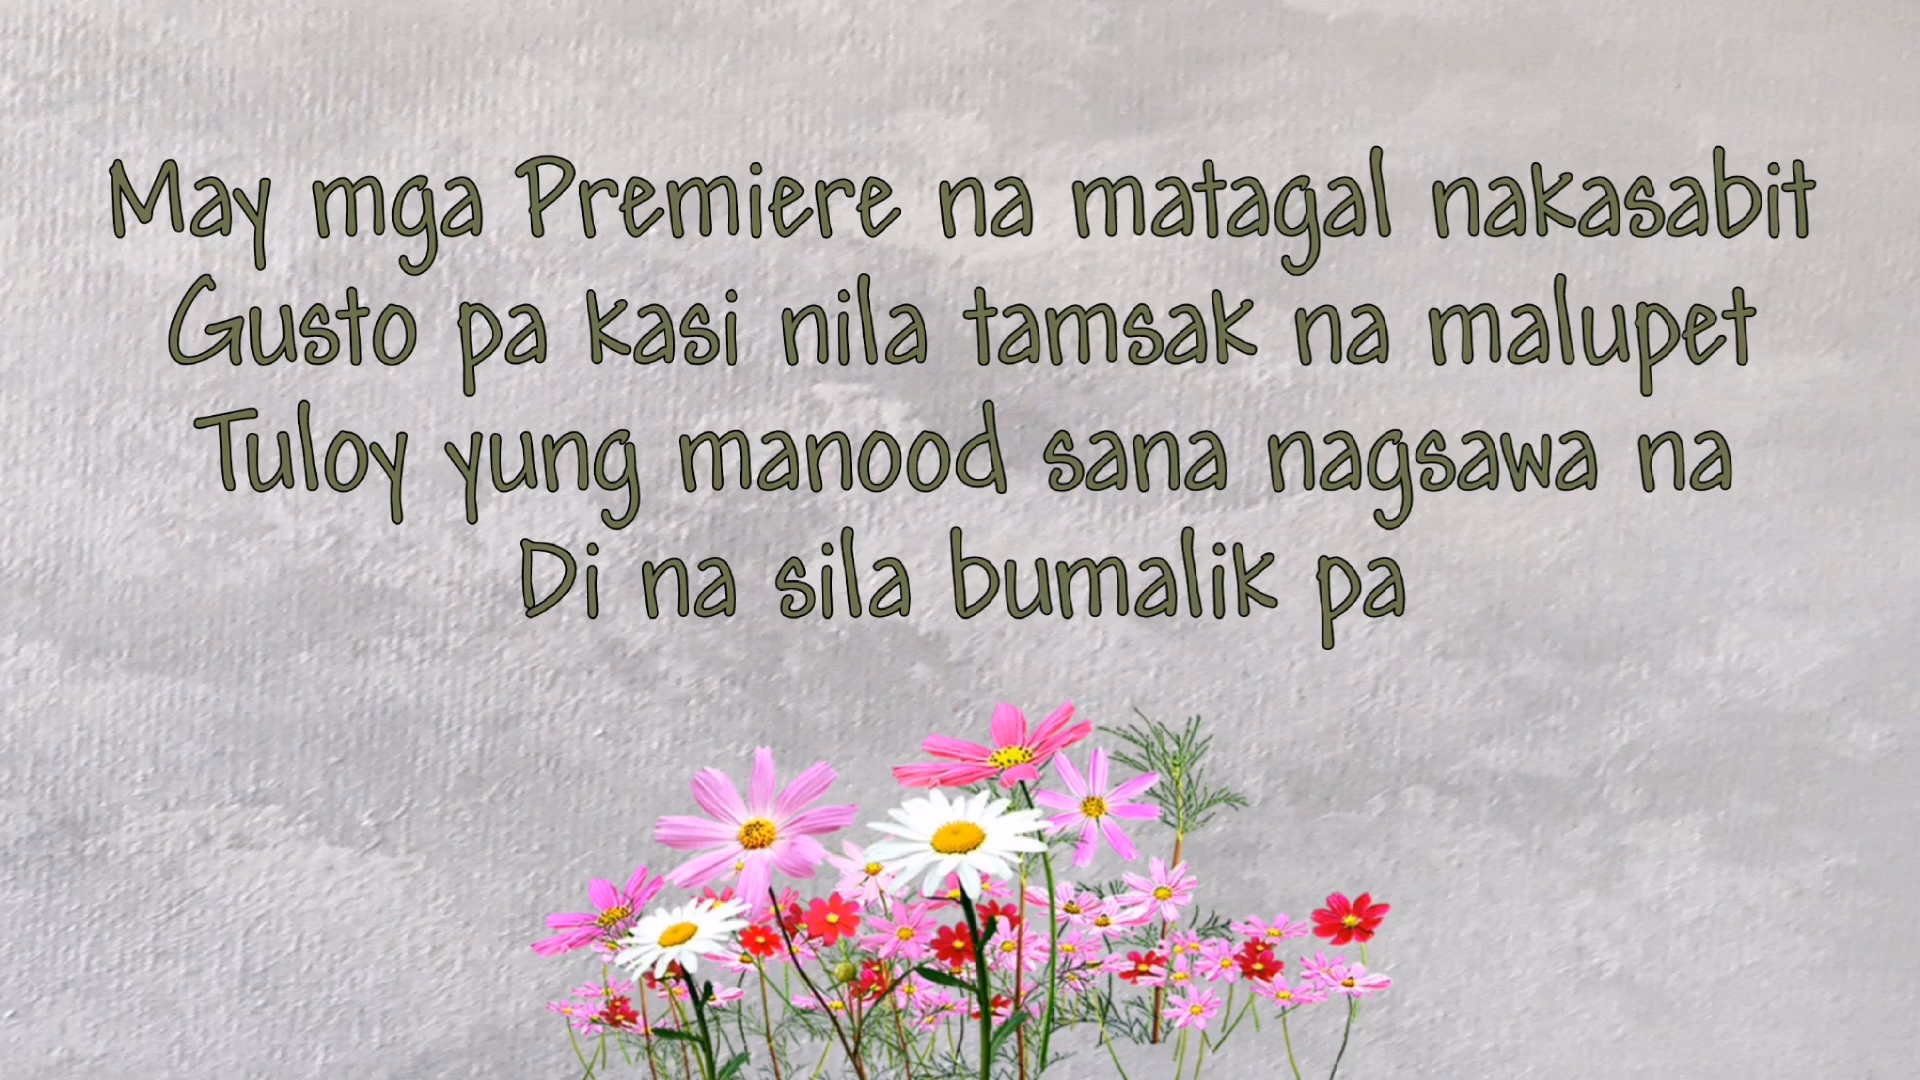 May mga Premiere na matagal nakasabit
Gusto pa kasi nila tamsak na malupet
Tuloy yung manood sana nagsawa na
Di na sila bumalik pa